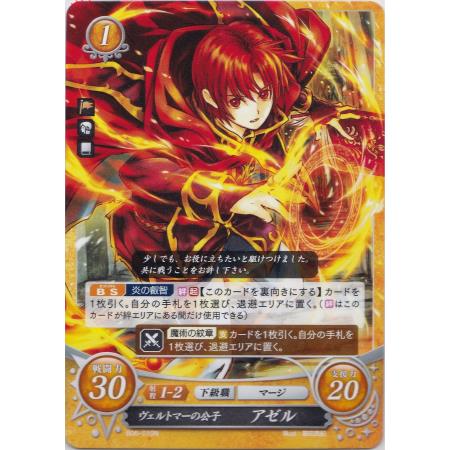 1
少しでも、お役に立ちたいと駆けつけました。
共に戦うことをお許し下さい。
BS 炎の叡智 絆 起 【このカードを裏向きにする】カードを
1枚引く。自分の手札を1枚選び、退避エリアに置く。(絆はこの
カードが絆エリアにある間だけ使用できる)
魔術の紋章 攻 カードを1枚引く。自分の手札を
1枚選び、退避エリアに置く。
戦闘力 30 射程 1-2 下級職 マージ 支援力 20
ヴェルトマーの公子 アゼル